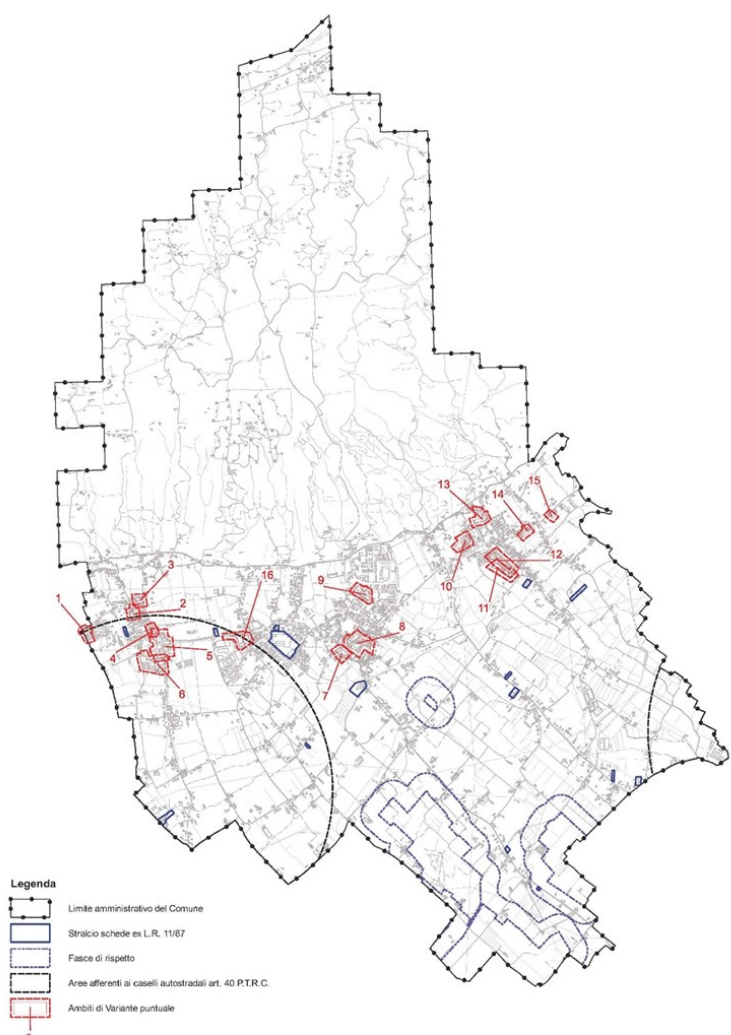 13
14
15
12
10
11
3
9
16
1
2
8
4
5
7
6
Legenda
Limite amministrativo del Comune
Stralcio schede ex L.R. 11/87
Fasce di rispetto
Aree afferenti ai caselli autostradali art. 40 P.T.R.C.
Ambiti di Variante puntuale